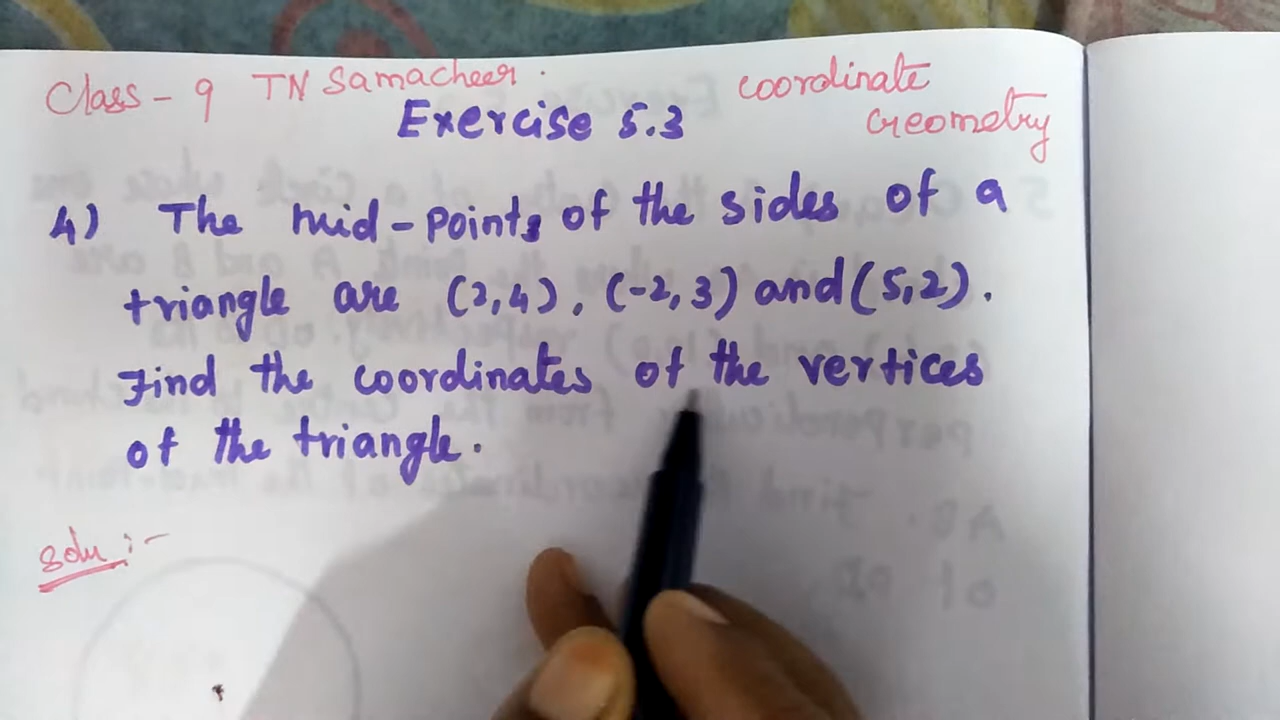 Class - 9 TN Samacheer.
coordinate
Geometry
Exercise 5.3
4) The mid-points of the sides of a
triangle are (2,4), (-2,3) and (5,2).
Find the coordinates of the vertices
of the triangle.
Soln :-